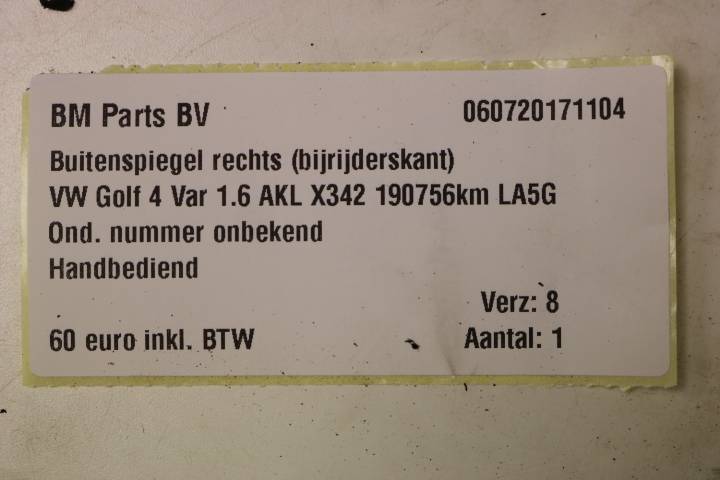 BM Parts BV 060720171104
Buitenspiegel rechts (bijrijderskant)
VW Golf 4 Var 1.6 AKL X342 190756km LA5G
Ond. nummer onbekend
Handbediend
Verz: 8
60 euro inkl. BTW Aantal: 1